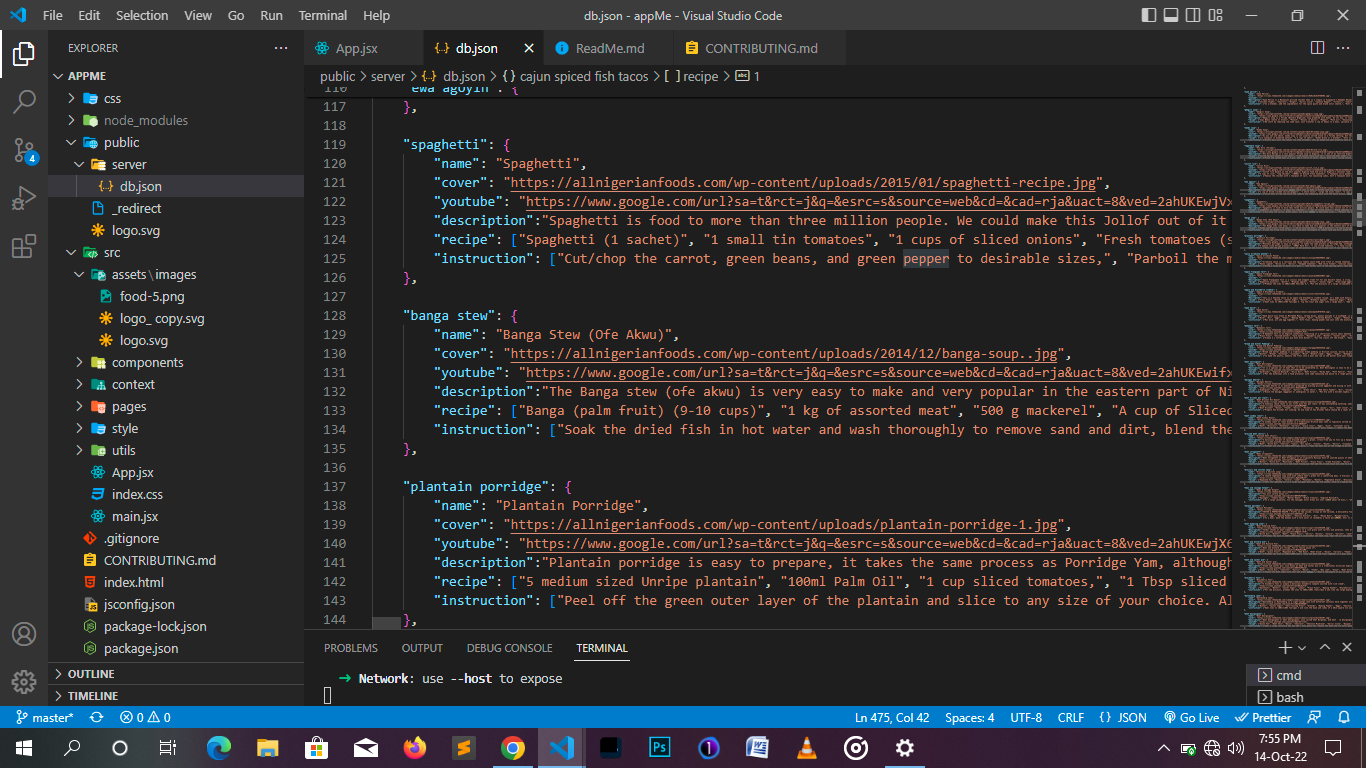 File Edit Selection View Go Run Terminal Help
db.json - appMe - Visual Studio Code
EXPLORER
APPME
css
node_modules
public
server
db.json
_redirect
logo.svg
src
assets\images
food-5.png
logo_ copy.svg
logo.svg
components
context
pages
style
utils
App.jsx
index.css
main.jsx
.gitignore
CONTRIBUTING.md
index.html
jsconfig.json
package-lock.json
package.json
OUTLINE
TIMELINE
4
App.jsx db.json ReadMe.md CONTRIBUTING.md
public > server > db.json > cajun spiced fish tacos > recipe > 1
110 "ewa agoyin": {
117 },
118
119 "spaghetti": {
120 "name": "Spaghetti",
121 "cover": "https://allnigerianfoods.com/wp-content/uploads/2015/01/spaghetti-recipe.jpg",
122 "youtube": "https://www.google.com/url?sa=t&rct=j&q=&esrc=s&source=web&cd=&cad=rja&uact=8&ved=2ahUKEwjVx
123 "description":"Spaghetti is food to more than three million people. We could make this Jollof out of it
124 "recipe": ["Spaghetti (1 sachet)", "1 small tin tomatoes", "1 cups of sliced onions", "Fresh tomatoes (s
125 "instruction": ["Cut/chop the carrot, green beans, and green pepper to desirable sizes,", "Parboil the m
126 },
127
128 "banga stew": {
129 "name": "Banga Stew (Ofe Akwu)",
130 "cover": "https://allnigerianfoods.com/wp-content/uploads/2014/12/banga-soup..jpg",
131 "youtube": "https://www.google.com/url?sa=t&rct=j&q=&esrc=s&source=web&cd=&cad=rja&uact=8&ved=2ahUKEwifx
132 "description":"The Banga stew (ofe akwu) is very easy to make and very popular in the eastern part of Ni
133 "recipe": ["Banga (palm fruit) (9-10 cups)", "1 kg of assorted meat", "500 g mackerel", "A cup of Sliced
134 "instruction": ["Soak the dried fish in hot water and wash thoroughly to remove sand and dirt, blend the
135 },
136
137 "plantain porridge": {
138 "name": "Plantain Porridge",
139 "cover": "https://allnigerianfoods.com/wp-content/uploads/plantain-porridge-1.jpg",
140 "youtube": "https://www.google.com/url?sa=t&rct=j&q=&esrc=s&source=web&cd=&cad=rja&uact=8&ved=2ahUKEwjX6
141 "description":"Plantain porridge is easy to prepare, it takes the same process as Porridge Yam, although
142 "recipe": ["5 medium sized Unripe plantain", "100ml Palm Oil", "1 cup sliced tomatoes,", "1 Tbsp sliced
143 "instruction": ["Peel off the green outer layer of the plantain and slice to any size of your choice. Al
144 },
PROBLEMS OUTPUT DEBUG CONSOLE TERMINAL
➜ Network: use --host to expose
cmd
bash
master* 0 0 Ln 475, Col 42 Spaces: 4 UTF-8 CRLF {} JSON Go Live Prettier
7:55 PM
14-Oct-22